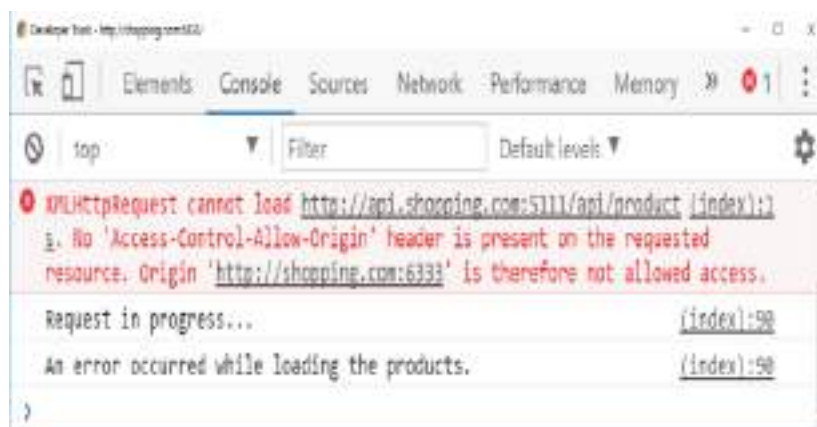 Developer Tools - http://shopping.com:6333/
Elements Console Sources Network Performance Memory » 1
top Filter Default levels
XMLHttpRequest cannot load http://api.shopping.com:5111/api/product (index):1
s. No 'Access-Control-Allow-Origin' header is present on the requested
resource. Origin 'http://shopping.com:6333' is therefore not allowed access.
Request in progress... (index):90
An error occurred while loading the products. (index):90